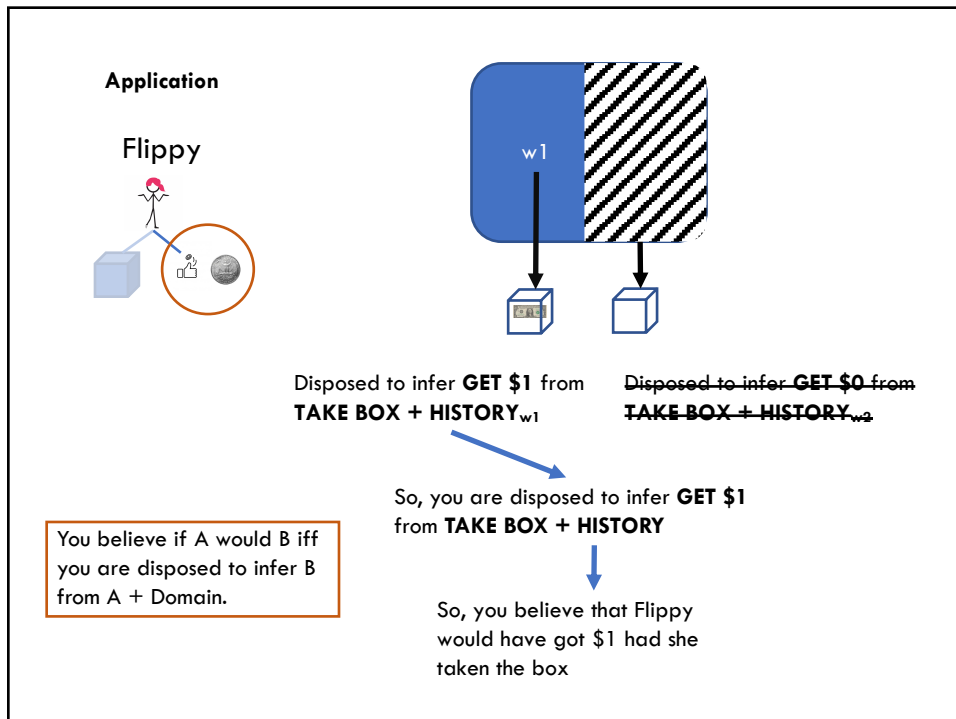 Application
Flippy
w1
Disposed to infer GET $1 from
TAKE BOX + HISTORYw1
Disposed to infer GET $0 from
TAKE BOX + HISTORYw2
So, you are disposed to infer GET $1
from TAKE BOX + HISTORY
You believe if A would B iff
you are disposed to infer B
from A + Domain.
So, you believe that Flippy
would have got $1 had she
taken the box